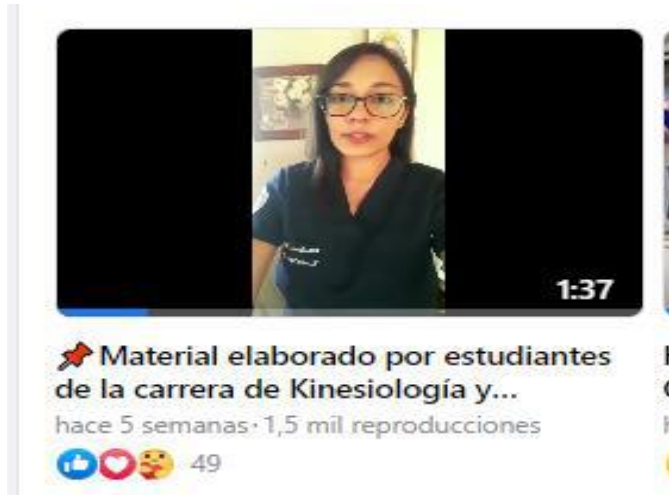 1:37
📌Material elaborado por estudiantes
de la carrera de Kinesiología y...
hace 5 semanas · 1,5 mil reproducciones
49